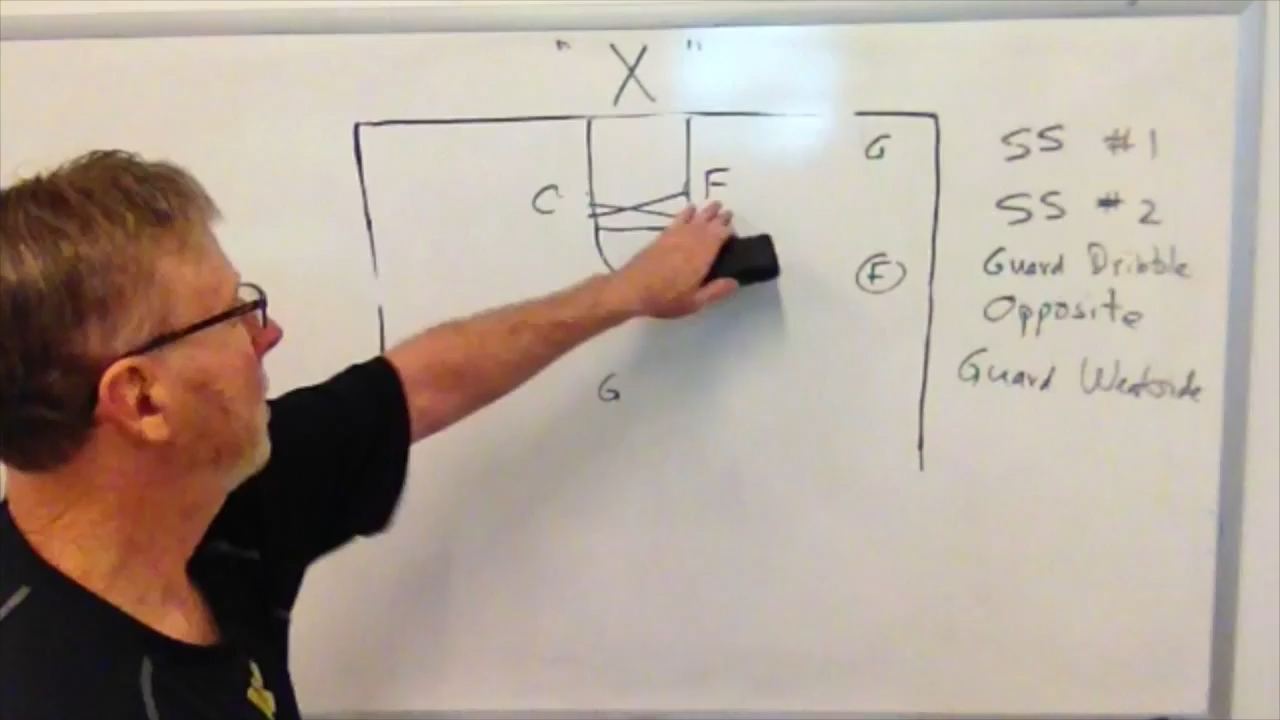 " X "
G
SS #1
C
F
SS #2
F
Guard Dribble
Opposite
G
Guard Weakside